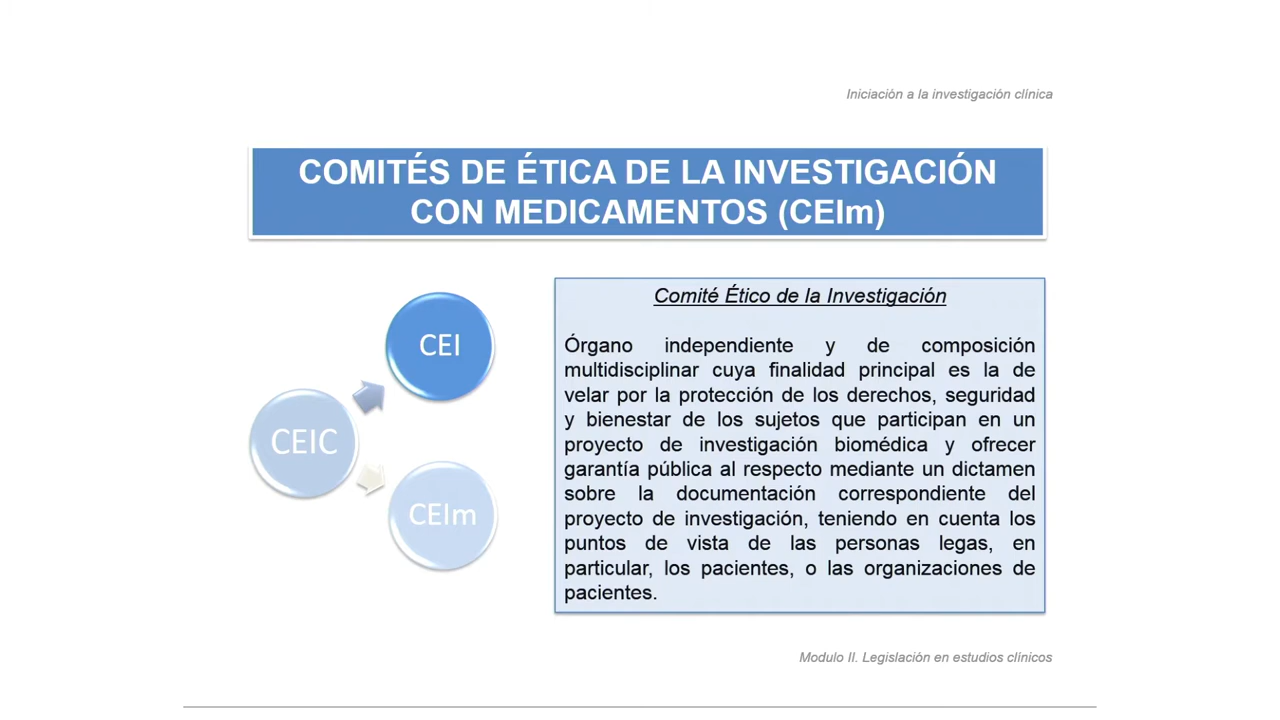 Iniciación a la investigación clínica
COMITÉS DE ÉTICA DE LA INVESTIGACIÓN
CON MEDICAMENTOS (CEIm)
CEI
CEIC
CEIm
Comité Ético de la Investigación
Órgano independiente y de composición
multidisciplinar cuya finalidad principal es la de
velar por la protección de los derechos, seguridad
y bienestar de los sujetos que participan en un
proyecto de investigación biomédica y ofrecer
garantía pública al respecto mediante un dictamen
sobre la documentación correspondiente del
proyecto de investigación, teniendo en cuenta los
puntos de vista de las personas legas, en
particular, los pacientes, o las organizaciones de
pacientes.
Modulo II. Legislación en estudios clínicos